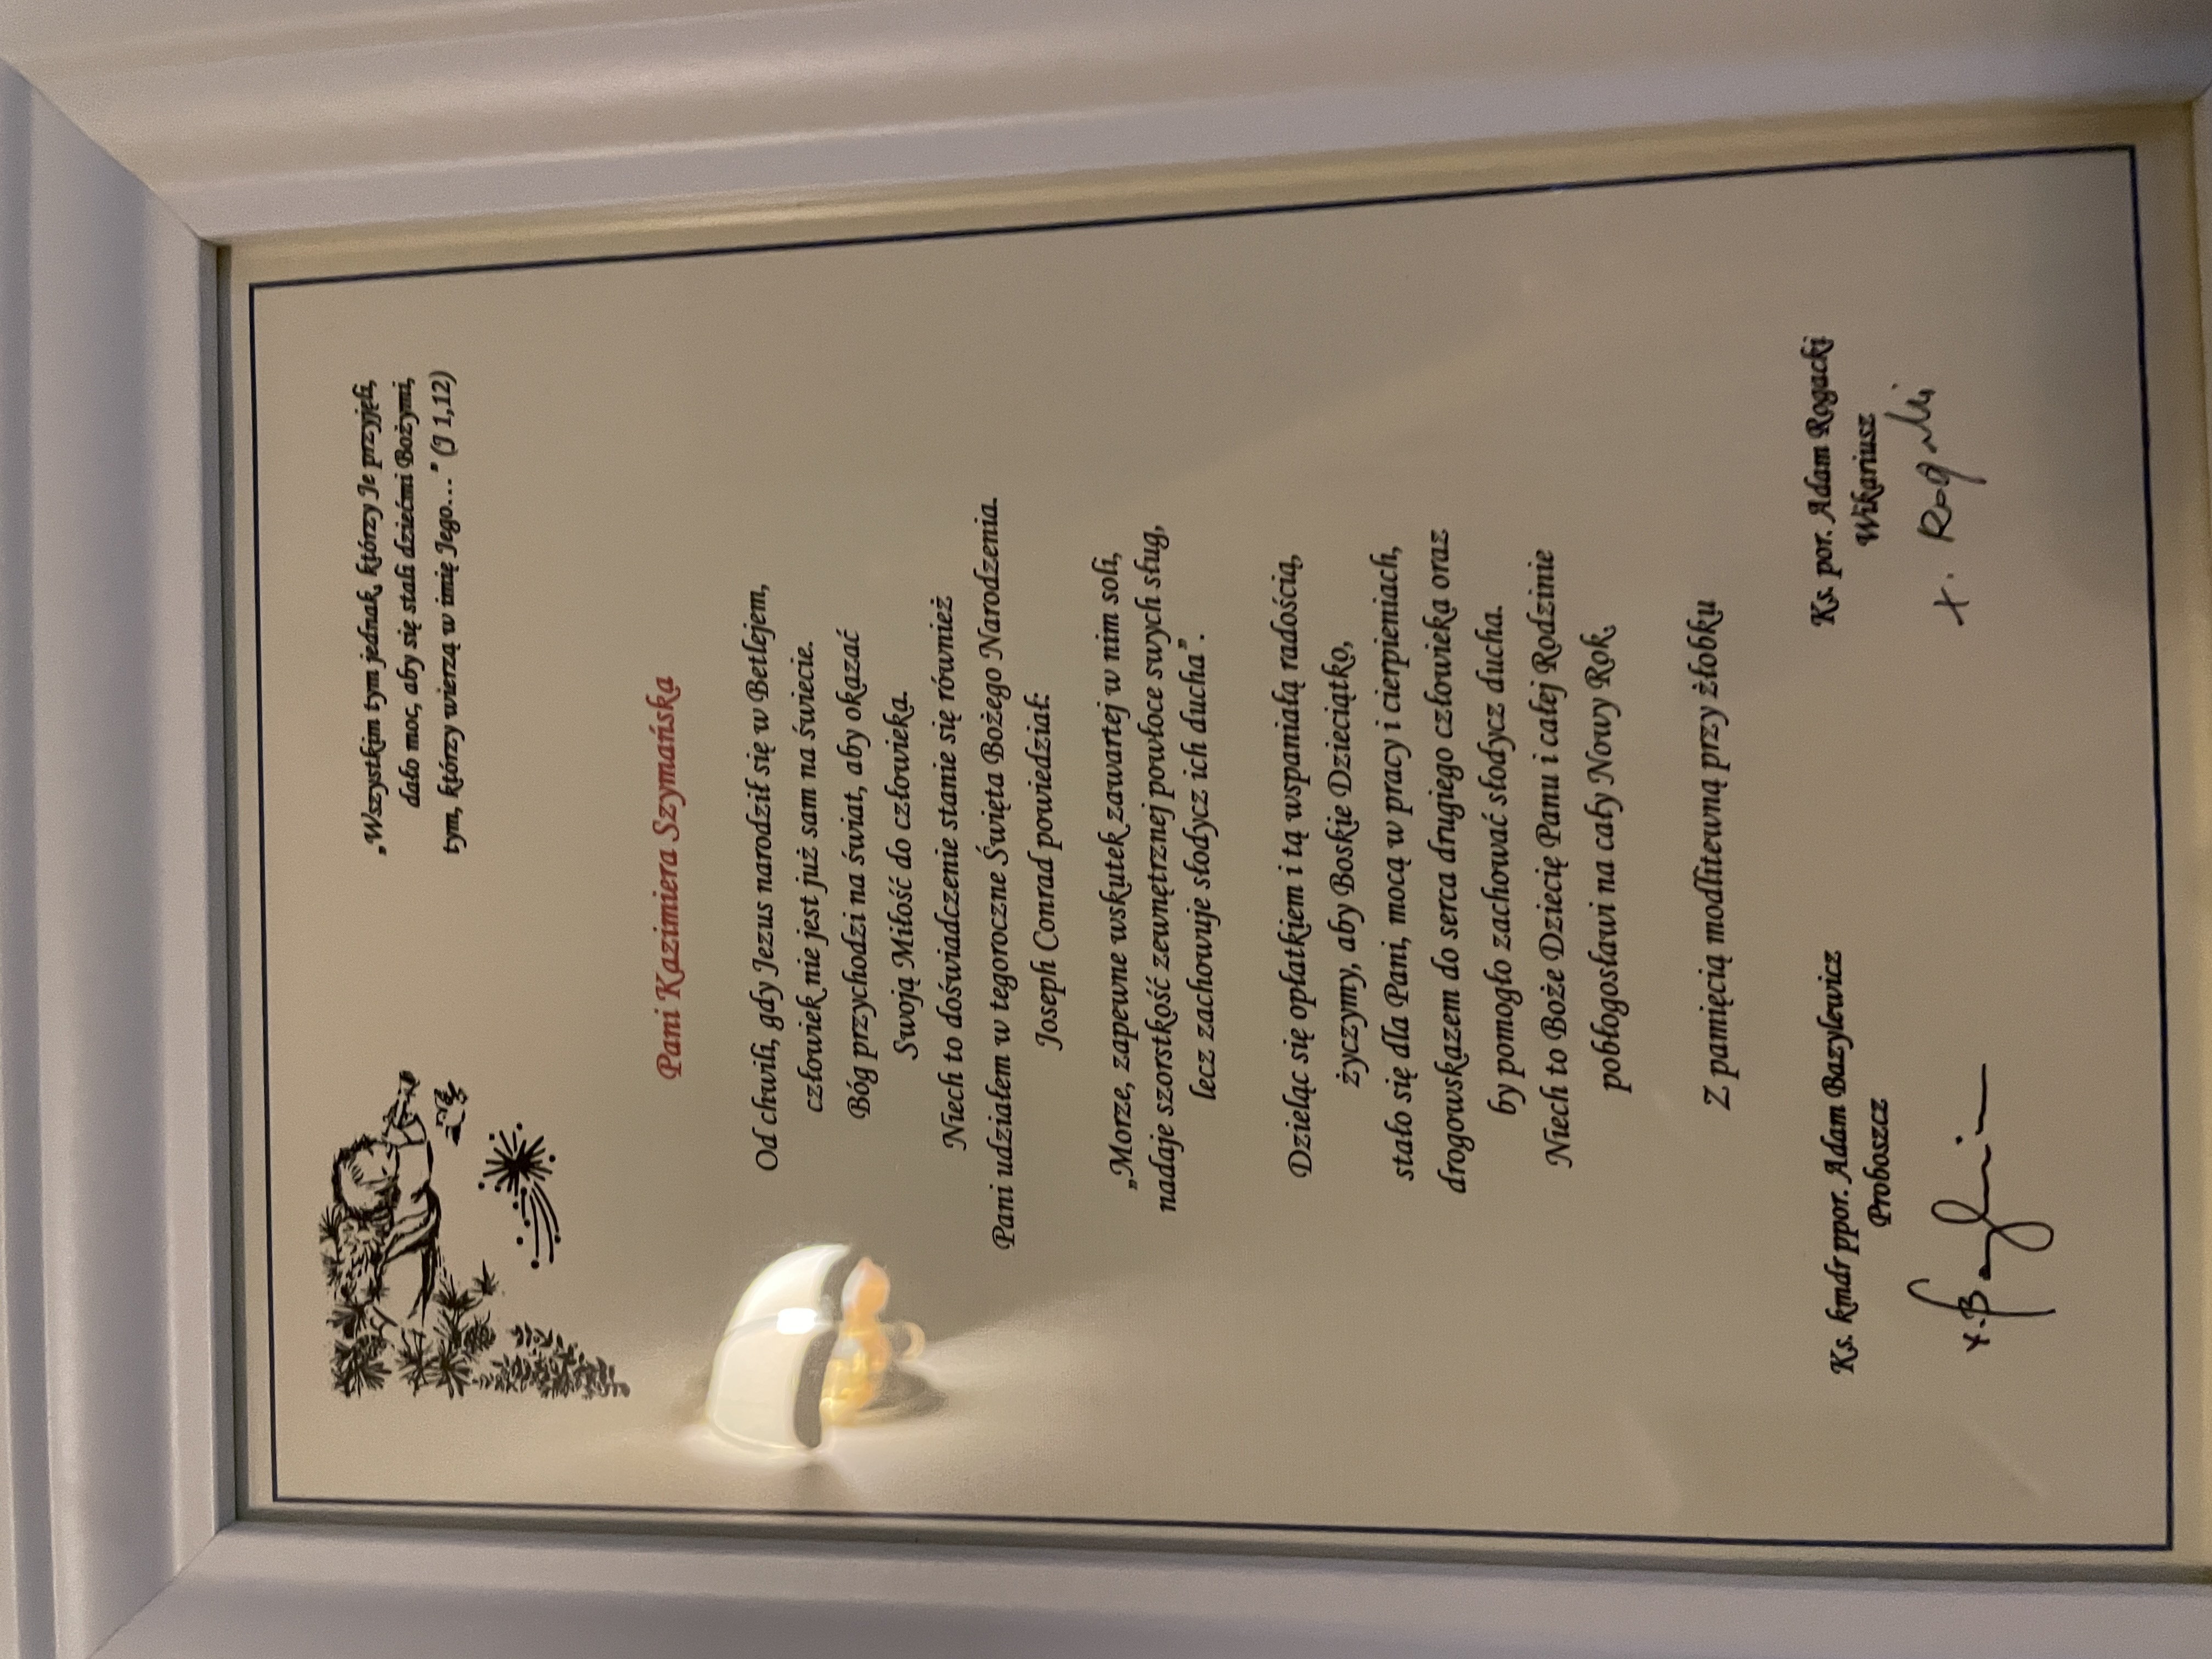 „Wszystkim tym jednak, którzy Je przyjęli,
dało moc, aby się stali dziećmi Bożymi,
tym, którzy wierzą w imię Jego…” (J 1,12)
Pani Kazimiera Szymańska
Od chwili, gdy Jezus narodził się w Betlejem,
człowiek nie jest już sam na świecie.
Bóg przychodzi na świat, aby okazać
Swoją Miłość do człowieka.
Niech to doświadczenie stanie się również
Pani udziałem w tegoroczne Święta Bożego Narodzenia.
Joseph Conrad powiedział:
„Morze, zapewne wskutek zawartej w nim soli,
nadaje szorstkość zewnętrznej powłoce swych sług,
lecz zachowuje słodycz ich ducha”.
Dzieląc się opłatkiem i tą wspaniałą radością,
życzymy, aby Boskie Dzieciątko,
stało się dla Pani, mocą w pracy i cierpieniach,
drogowskazem do serca drugiego człowieka oraz
by pomogło zachować słodycz ducha.
Niech to Boże Dziecię Panu i całej Rodzinie
pobłogosławi na cały Nowy Rok.
Z pamięcią modlitewną przy żłobku
Ks. kmdr ppor. Adam Bazylewicz
Proboszcz
Ks. por. Adam Rogacki
Wikariusz
x. Rogacki